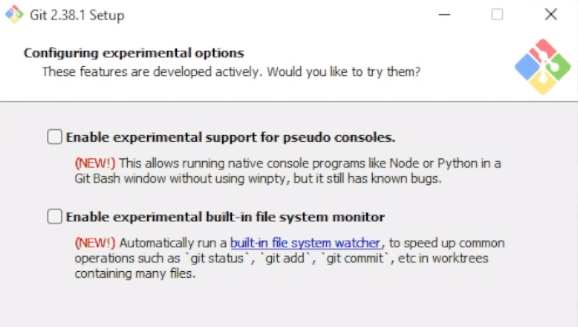 Git 2.38.1 Setup
Configuring experimental options
These features are developed actively. Would you like to try them?
Enable experimental support for pseudo consoles.
(NEW!) This allows running native console programs like Node or Python in a
Git Bash window without using winpty, but it still has known bugs.
Enable experimental built-in file system monitor
(NEW!) Automatically run a built-in file system watcher, to speed up common
operations such as `git status`, `git add`, `git commit`, etc in worktrees
containing many files.